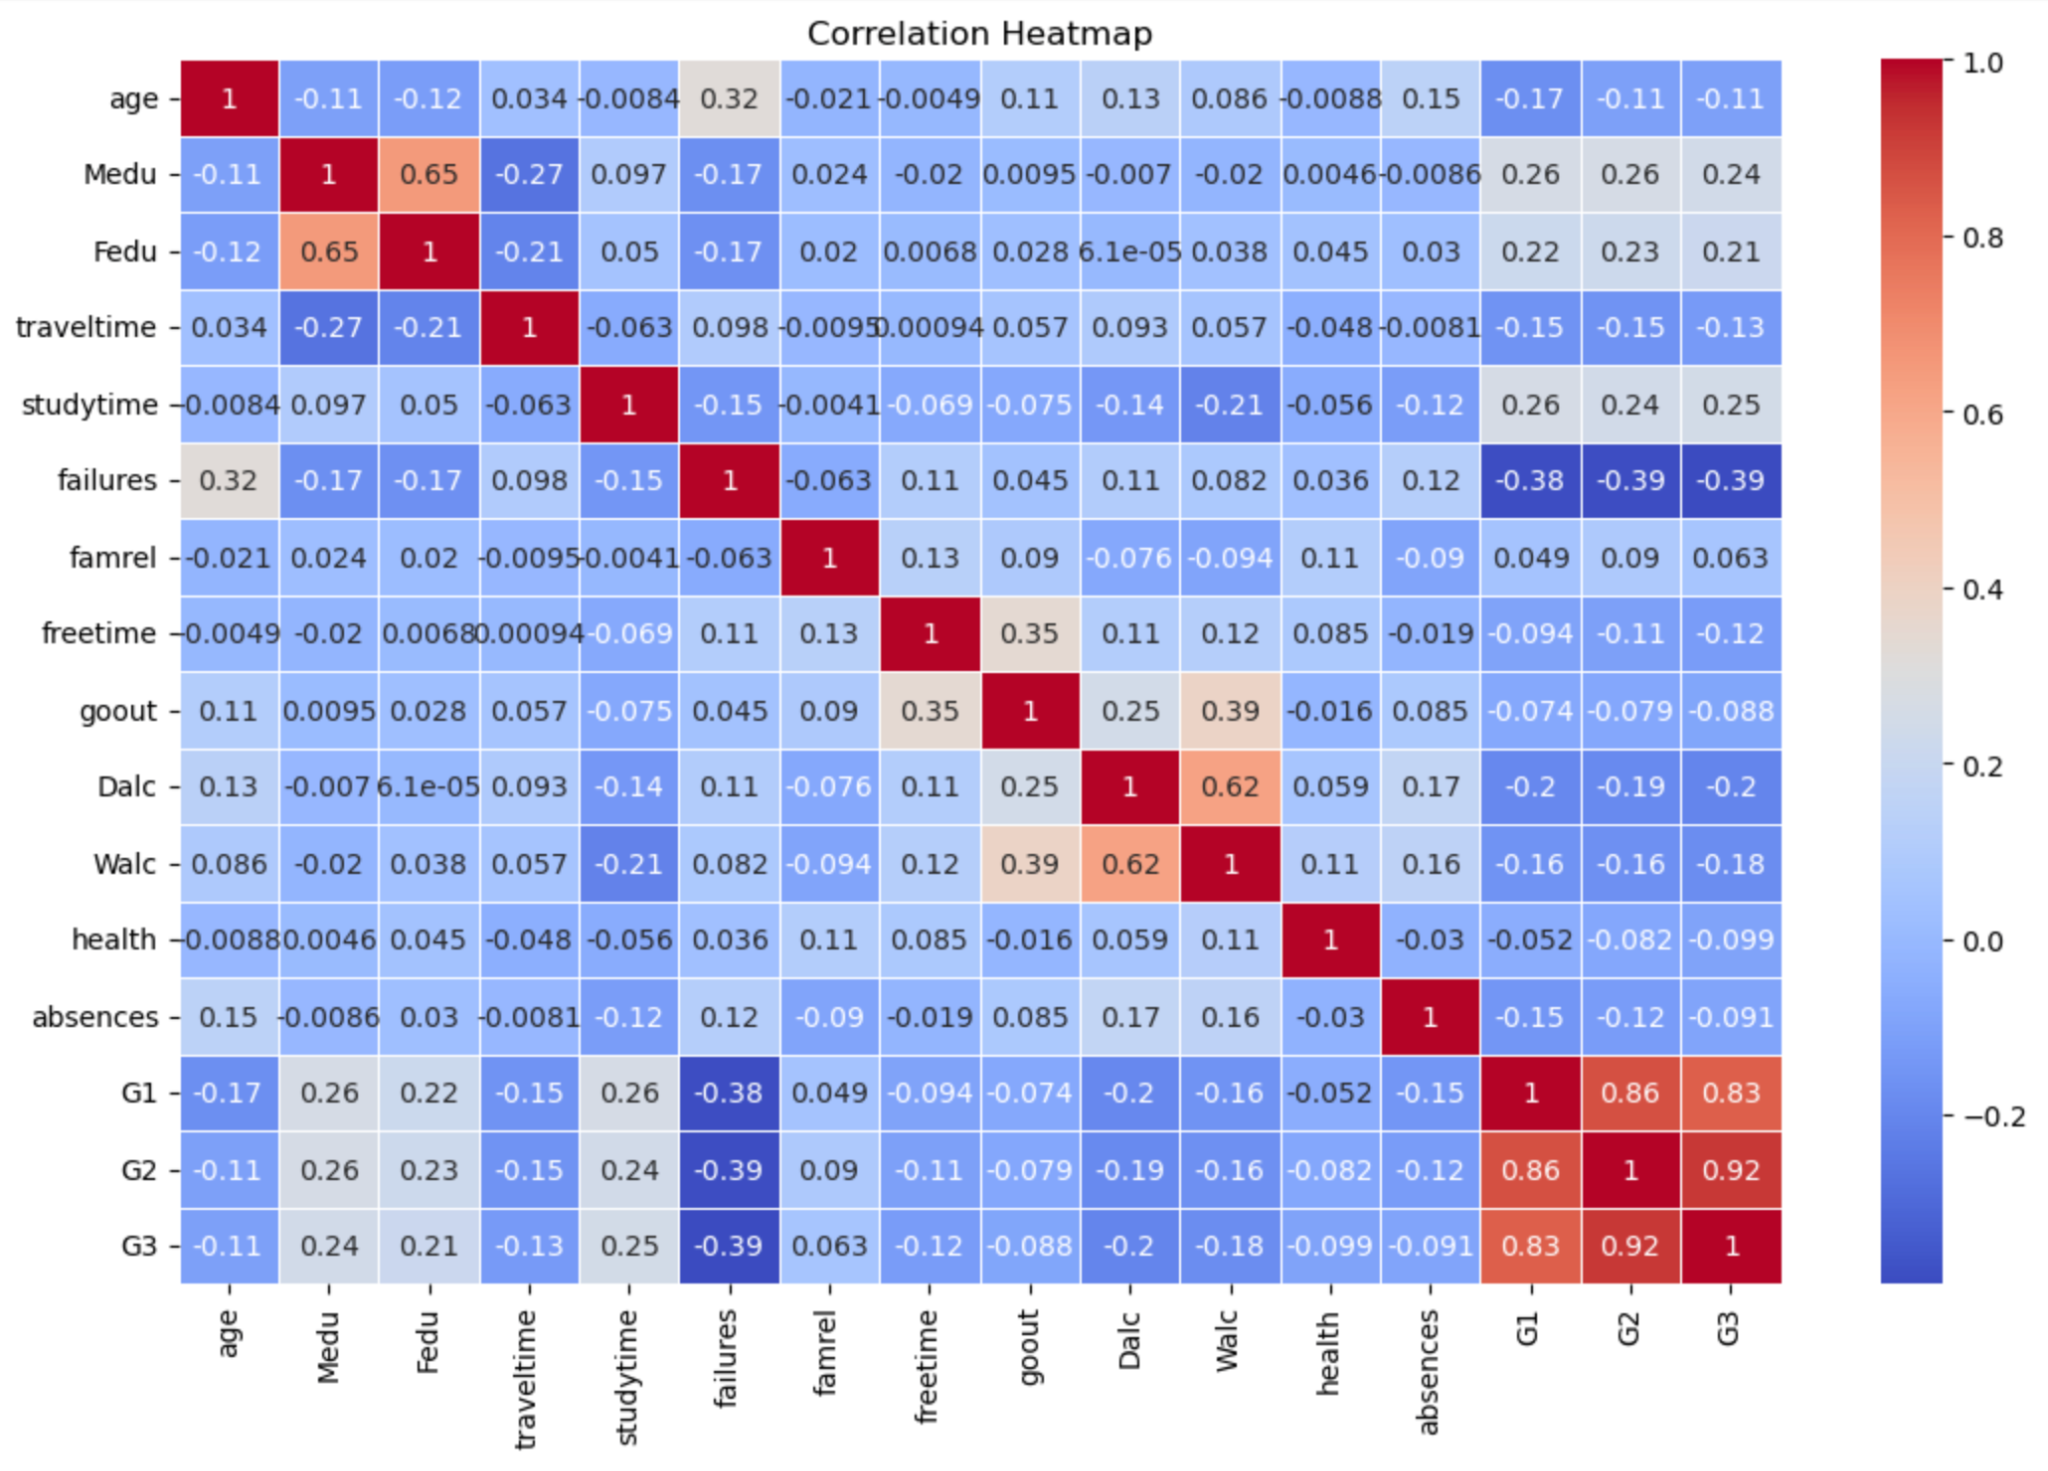 Correlation Heatmap
age 1 -0.11 -0.12 0.034 -0.0084 0.32 -0.021 -0.0049 0.11 0.13 0.086 -0.0088 0.15 -0.17 -0.11 -0.11
Medu -0.11 1 0.65 -0.27 0.097 -0.17 0.024 -0.02 0.0095 -0.007 -0.02 0.0046 -0.0086 0.26 0.26 0.24
Fedu -0.12 0.65 1 -0.21 0.05 -0.17 0.02 0.0068 0.028 6.1e-05 0.038 0.045 0.03 0.22 0.23 0.21
traveltime 0.034 -0.27 -0.21 1 -0.063 0.098 -0.0095 0.00094 0.057 0.093 0.057 -0.048 -0.0081 -0.15 -0.15 -0.13
studytime -0.0084 0.097 0.05 -0.063 1 -0.15 -0.0041 -0.069 -0.075 -0.14 -0.21 -0.056 -0.12 0.26 0.24 0.25
failures 0.32 -0.17 -0.17 0.098 -0.15 1 -0.063 0.11 0.045 0.11 0.082 0.036 0.12 -0.38 -0.39 -0.39
famrel -0.021 0.024 0.02 -0.0095 -0.0041 -0.063 1 0.13 0.09 -0.076 -0.094 0.11 -0.09 0.049 0.09 0.063
freetime -0.0049 -0.02 0.0068 0.00094 -0.069 0.11 0.13 1 0.35 0.11 0.12 0.085 -0.019 -0.094 -0.11 -0.12
goout 0.11 0.0095 0.028 0.057 -0.075 0.045 0.09 0.35 1 0.25 0.39 -0.016 0.085 -0.074 -0.079 -0.088
Dalc 0.13 -0.007 6.1e-05 0.093 -0.14 0.11 -0.076 0.11 0.25 1 0.62 0.059 0.17 -0.2 -0.19 -0.2
Walc 0.086 -0.02 0.038 0.057 -0.21 0.082 -0.094 0.12 0.39 0.62 1 0.11 0.16 -0.16 -0.16 -0.18
health -0.0088 0.0046 0.045 -0.048 -0.056 0.036 0.11 0.085 -0.016 0.059 0.11 1 -0.03 -0.052 -0.082 -0.099
absences 0.15 -0.0086 0.03 -0.0081 -0.12 0.12 -0.09 -0.019 0.085 0.17 0.16 -0.03 1 -0.15 -0.12 -0.091
G1 -0.17 0.26 0.22 -0.15 0.26 -0.38 0.049 -0.094 -0.074 -0.2 -0.16 -0.052 -0.15 1 0.86 0.83
G2 -0.11 0.26 0.23 -0.15 0.24 -0.39 0.09 -0.11 -0.079 -0.19 -0.16 -0.082 -0.12 0.86 1 0.92
G3 -0.11 0.24 0.21 -0.13 0.25 -0.39 0.063 -0.12 -0.088 -0.2 -0.18 -0.099 -0.091 0.83 0.92 1
age Medu Fedu traveltime studytime failures famrel freetime goout Dalc Walc health absences G1 G2 G3
1.0
0.8
0.6
0.4
0.2
0.0
−0.2